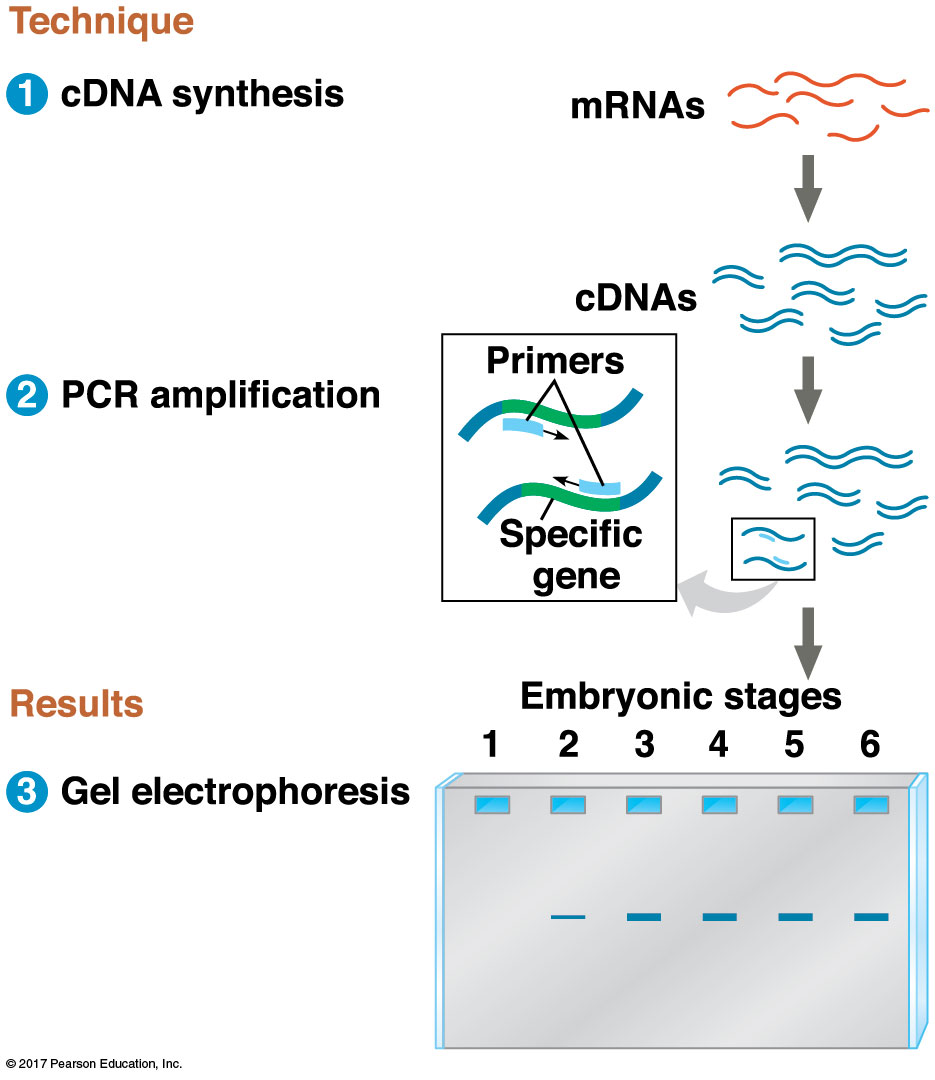 Technique
1 cDNA synthesis
mRNAs
cDNAs
2 PCR amplification
Primers
Specific
gene
Results
Embryonic stages
1 2 3 4 5 6
3 Gel electrophoresis
© 2017 Pearson Education, Inc.